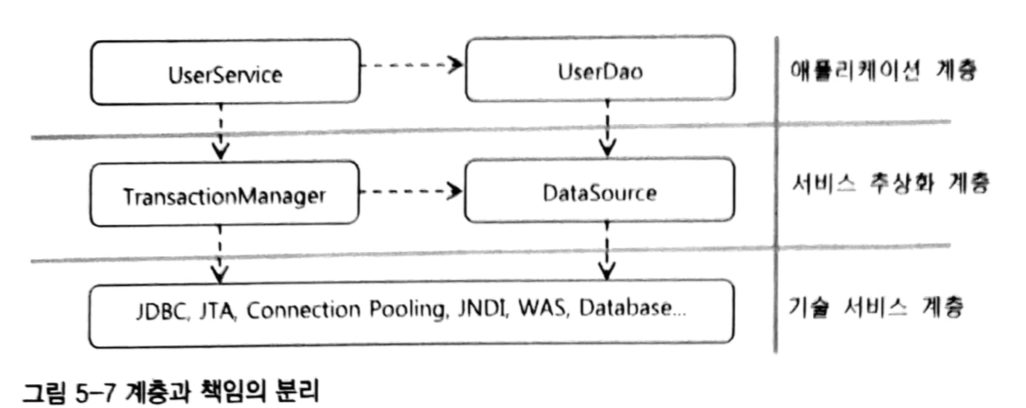 UserService
UserDao
애플리케이션 계층
TransactionManager
DataSource
서비스 추상화 계층
JDBC, JTA, Connection Pooling, JNDI, WAS, Database...
기술 서비스 계층
그림 5-7 계층과 책임의 분리